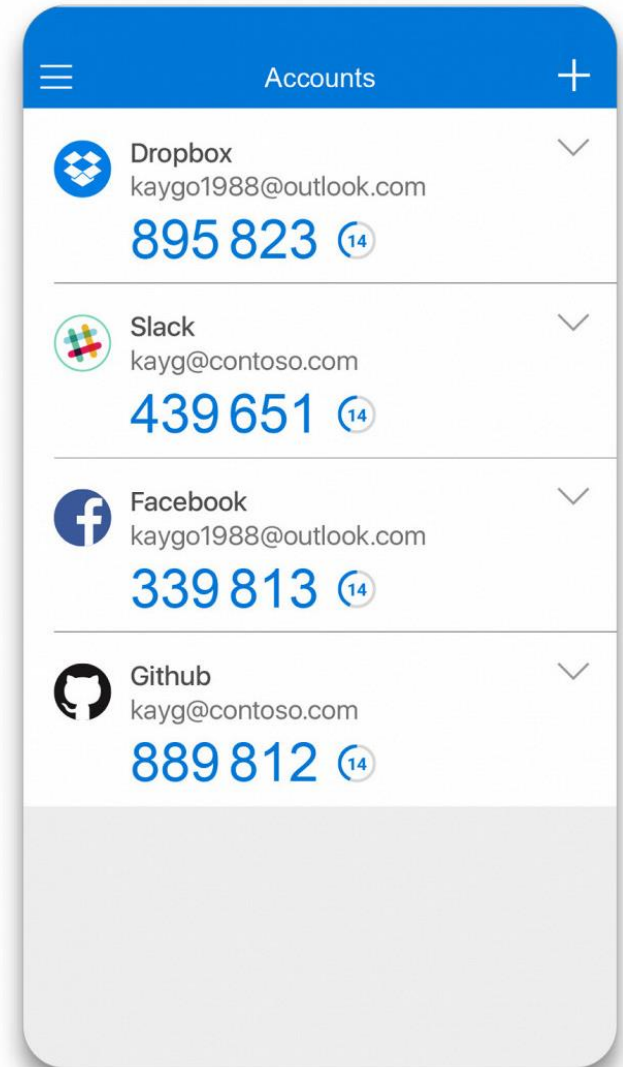 Accounts
Dropbox
kaygo1988@outlook.com
895 823 14
Slack
kayg@contoso.com
439 651 14
Facebook
kaygo1988@outlook.com
339 813 14
Github
kayg@contoso.com
889 812 14